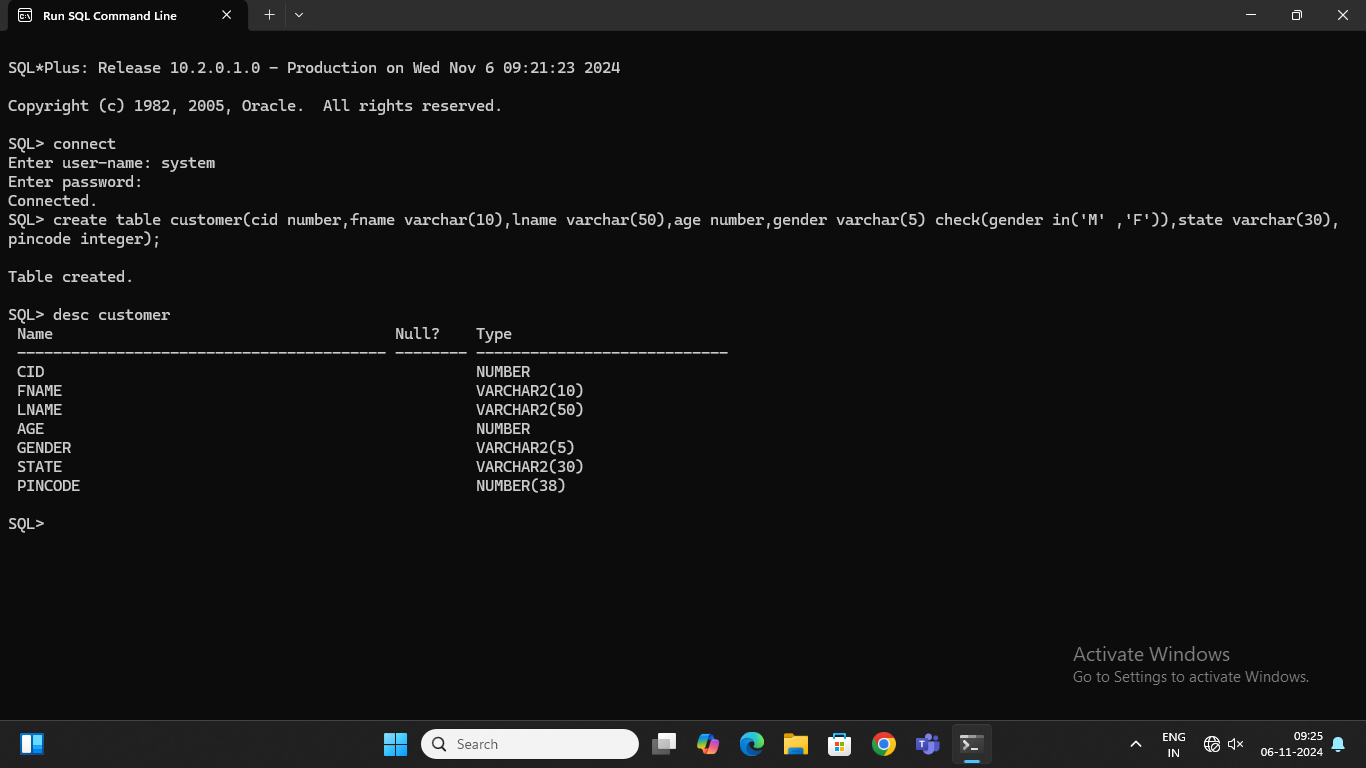 Run SQL Command Line
SQL*Plus: Release 10.2.0.1.0 - Production on Wed Nov 6 09:21:23 2024
Copyright (c) 1982, 2005, Oracle.  All rights reserved.
SQL> connect
Enter user-name: system
Enter password:
Connected.
SQL> create table customer(cid number,fname varchar(10),lname varchar(50),age number,gender varchar(5) check(gender in('M' ,'F')),state varchar(30),
pincode integer);
Table created.
SQL> desc customer
Name                                      Null?    Type
----------------------------------------- -------- ----------------------------
CID                                                NUMBER
FNAME                                              VARCHAR2(10)
LNAME                                              VARCHAR2(50)
AGE                                                NUMBER
GENDER                                             VARCHAR2(5)
STATE                                              VARCHAR2(30)
PINCODE                                            NUMBER(38)
SQL>
Activate Windows
Go to Settings to activate Windows.
Search
ENG
IN
09:25
06-11-2024